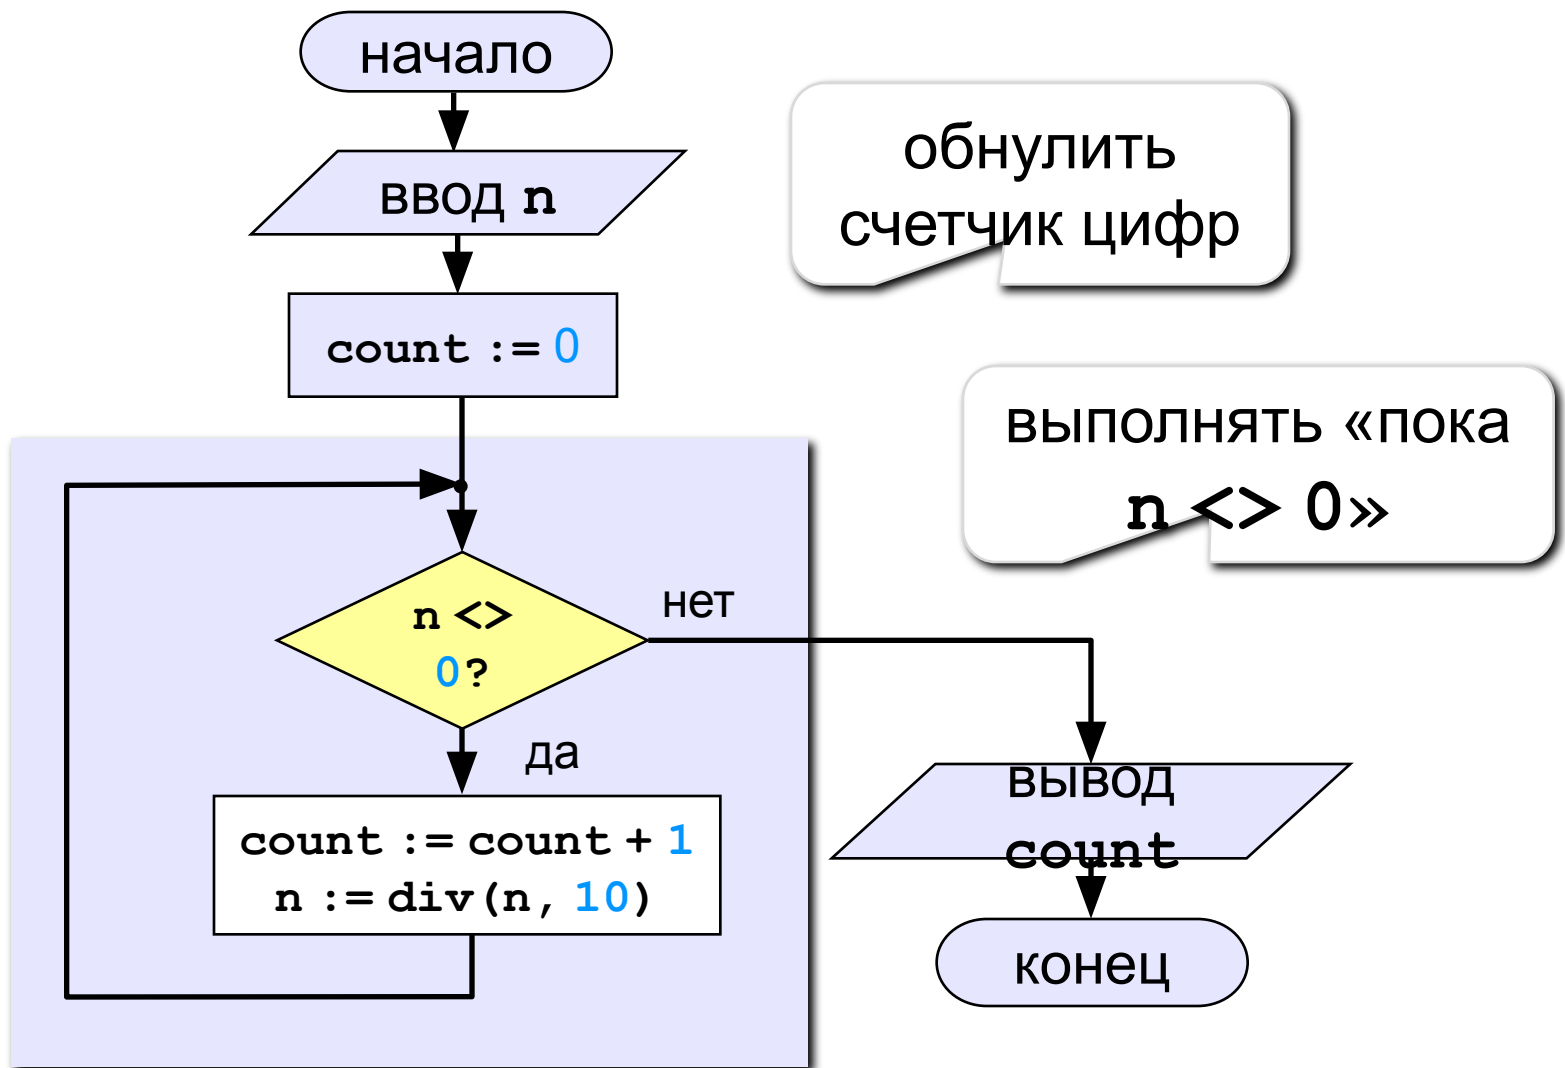 начало
ввод n
count := 0
обнулить
счетчик цифр
выполнять «пока
n <> 0»
n <>
0?
нет
да
count := count + 1
n := div(n, 10)
вывод
count
конец